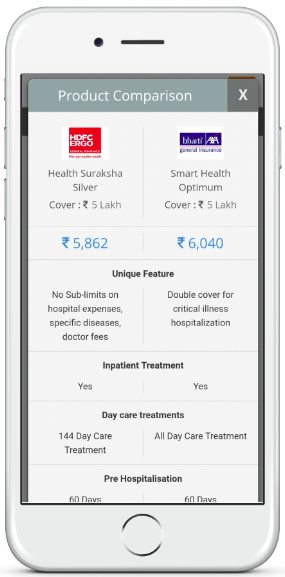 Product Comparison X
HDFC
ERGO
GENERAL INSURANCE
bharti AXA
general insurance
Health Suraksha
Silver
Smart Health
Optimum
Cover : ₹ 5 Lakh
Cover : ₹ 5 Lakh
₹ 5,862
₹ 6,040
Unique Feature
No Sub-limits on
hospital expenses,
specific diseases,
doctor fees
Double cover for
critical illness
hospitalization
Inpatient Treatment
Yes
Yes
Day care treatments
144 Day Care
Treatment
All Day Care Treatment
Pre Hospitalisation
60 Days
60 Days